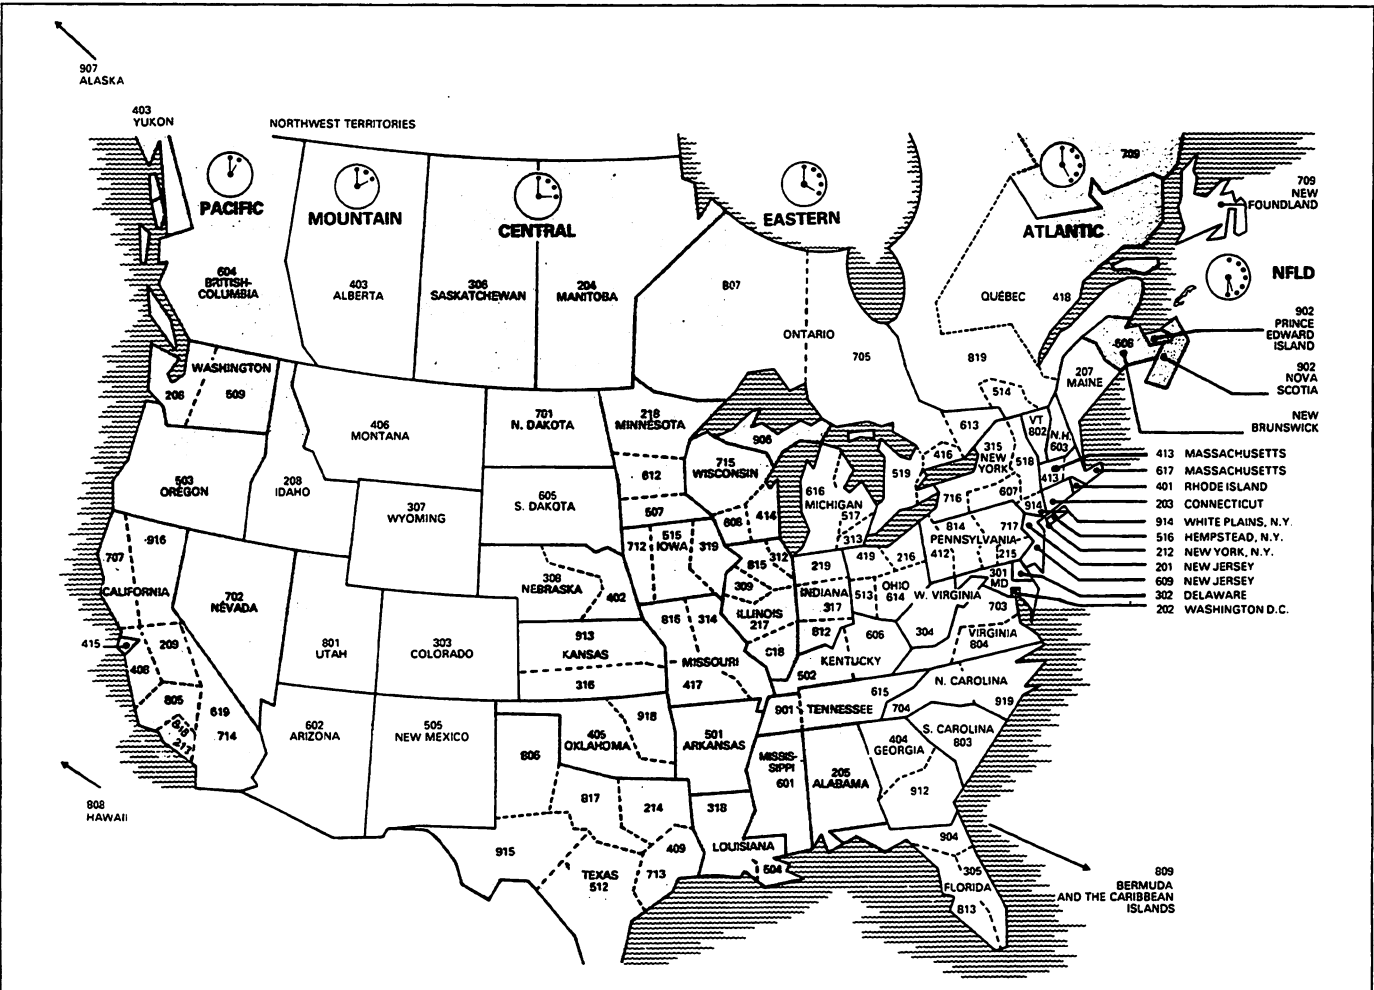 907
ALASKA
403
YUKON
NORTHWEST TERRITORIES
PACIFIC
MOUNTAIN
CENTRAL
EASTERN
ATLANTIC
709
709
NEW
FOUNDLAND
NFLD
604
BRITISH-
COLUMBIA
403
ALBERTA
306
SASKATCHEWAN
204
MANITOBA
807
ONTARIO
705
QUÉBEC
418
819
514
902
PRINCE
EDWARD
ISLAND
902
NOVA
SCOTIA
NEW
BRUNSWICK
506
207
MAINE
WASHINGTON
206
509
406
MONTANA
701
N. DAKOTA
218
MINNESOTA
612
507
906
715
WISCONSIN
608
414
616
MICHIGAN
517
313
519
416
613
315
NEW
YORK
518
607
716
914
VT
802
N.H.
603
413
413 MASSACHUSETTS
617 MASSACHUSETTS
401 RHODE ISLAND
203 CONNECTICUT
914 WHITE PLAINS, N.Y.
516 HEMPSTEAD, N.Y.
212 NEW YORK, N.Y.
201 NEW JERSEY
609 NEW JERSEY
302 DELAWARE
202 WASHINGTON D.C.
503
OREGON
208
IDAHO
307
WYOMING
605
S. DAKOTA
712
515
IOWA
319
815
312
309
ILLINOIS
217
618
219
INDIANA
317
812
419
216
OHIO
614
513
814
PENNSYLVANIA
717
412
215
301
MD
W. VIRGINIA
304
703
VIRGINIA
804
707
916
CALIFORNIA
415
209
408
805
619
714
818
213
702
NEVADA
801
UTAH
303
COLORADO
308
NEBRASKA
402
913
KANSAS
316
816
314
MISSOURI
417
606
KENTUCKY
502
901
TENNESSEE
615
N. CAROLINA
704
919
S. CAROLINA
803
602
ARIZONA
505
NEW MEXICO
405
OKLAHOMA
918
501
ARKANSAS
MISSIS-
SIPPI
601
205
ALABAMA
404
GEORGIA
912
806
817
214
318
LOUISIANA
504
915
TEXAS
512
409
713
904
305
FLORIDA
813
808
HAWAII
809
BERMUDA
AND THE CARIBBEAN
ISLANDS